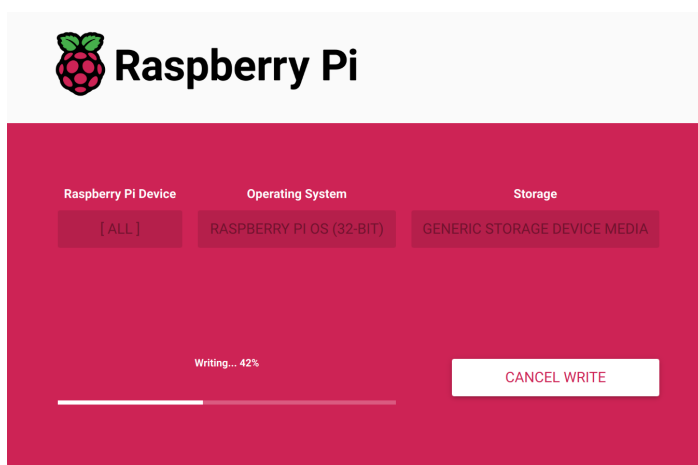 Raspberry Pi
Raspberry Pi Device
Operating System
Storage
[ ALL ]
RASPBERRY PI OS (32-BIT)
GENERIC STORAGE DEVICE MEDIA
Writing... 42%
CANCEL WRITE